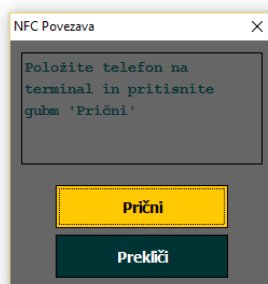 NFC Povezava
Položite telefon na
terminal in pritisnite
gubm 'Prični'
Prični
Prekliči